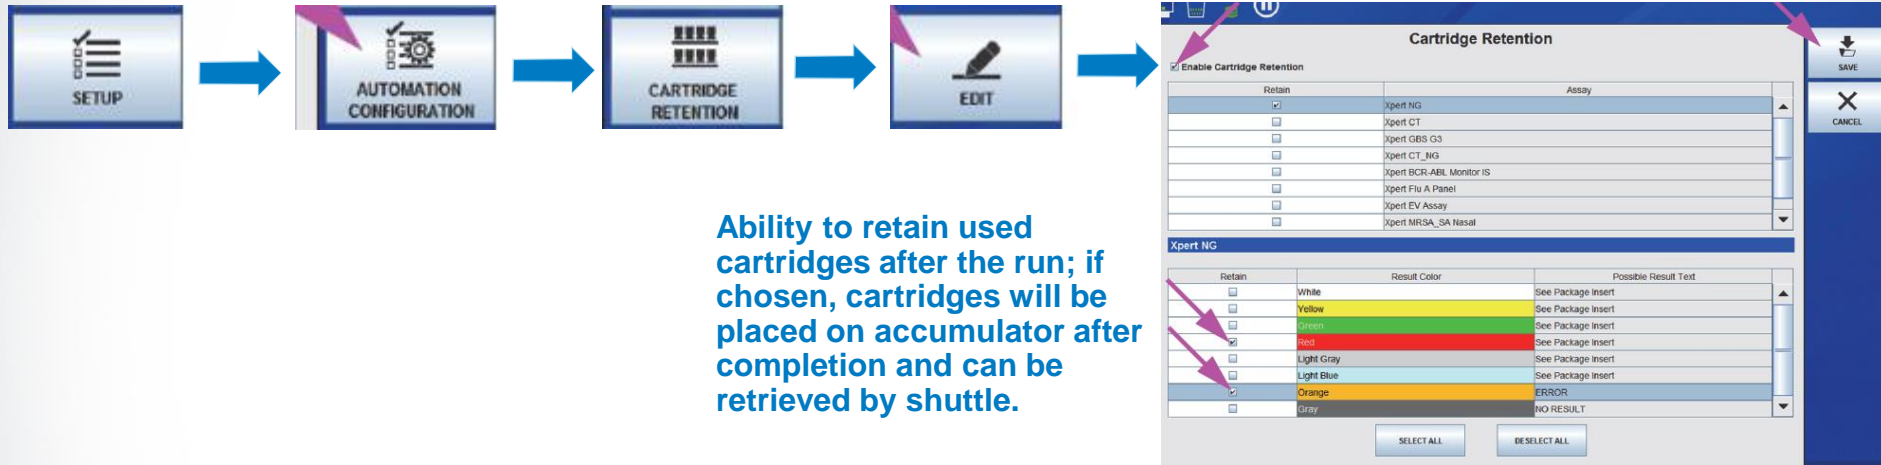 SETUP
AUTOMATION
CONFIGURATION
CARTRIDGE
RETENTION
EDIT
Ability to retain used
cartridges after the run; if
chosen, cartridges will be
placed on accumulator after
completion and can be
retrieved by shuttle.
Cartridge Retention
Enable Cartridge Retention
Retain Assay
Xpert NG
Xpert CT
Xpert GBS G3
Xpert CT_NG
Xpert BCR-ABL Monitor IS
Xpert Flu A Panel
Xpert EV Assay
Xpert MRSA_SA Nasal
Xpert NG
Retain Result Color Possible Result Text
White See Package Insert
Yellow See Package Insert
Green See Package Insert
Red See Package Insert
Light Gray See Package Insert
Light Blue See Package Insert
Orange ERROR
Gray NO RESULT
SELECT ALL DESELECT ALL
SAVE
CANCEL